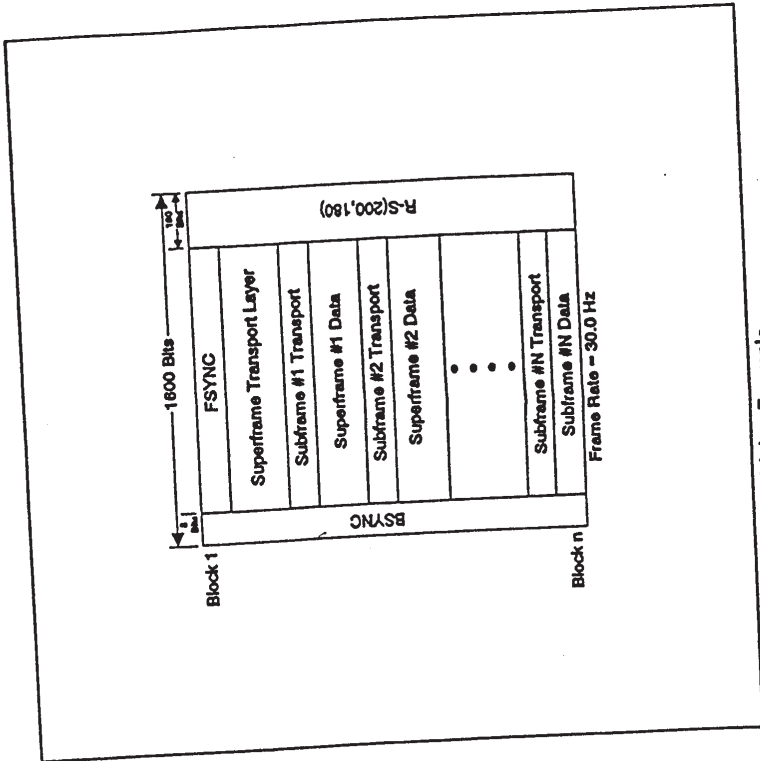 1600 Bits
8
Bits
160
Bits
Block 1
FSYNC
Superframe Transport Layer
Subframe #1 Transport
Superframe #1 Data
Subframe #2 Transport
Superframe #2 Data
Subframe #N Transport
Subframe #N Data
BSYNC
R-S(200,180)
Block n
Frame Rate = 30.0 Hz